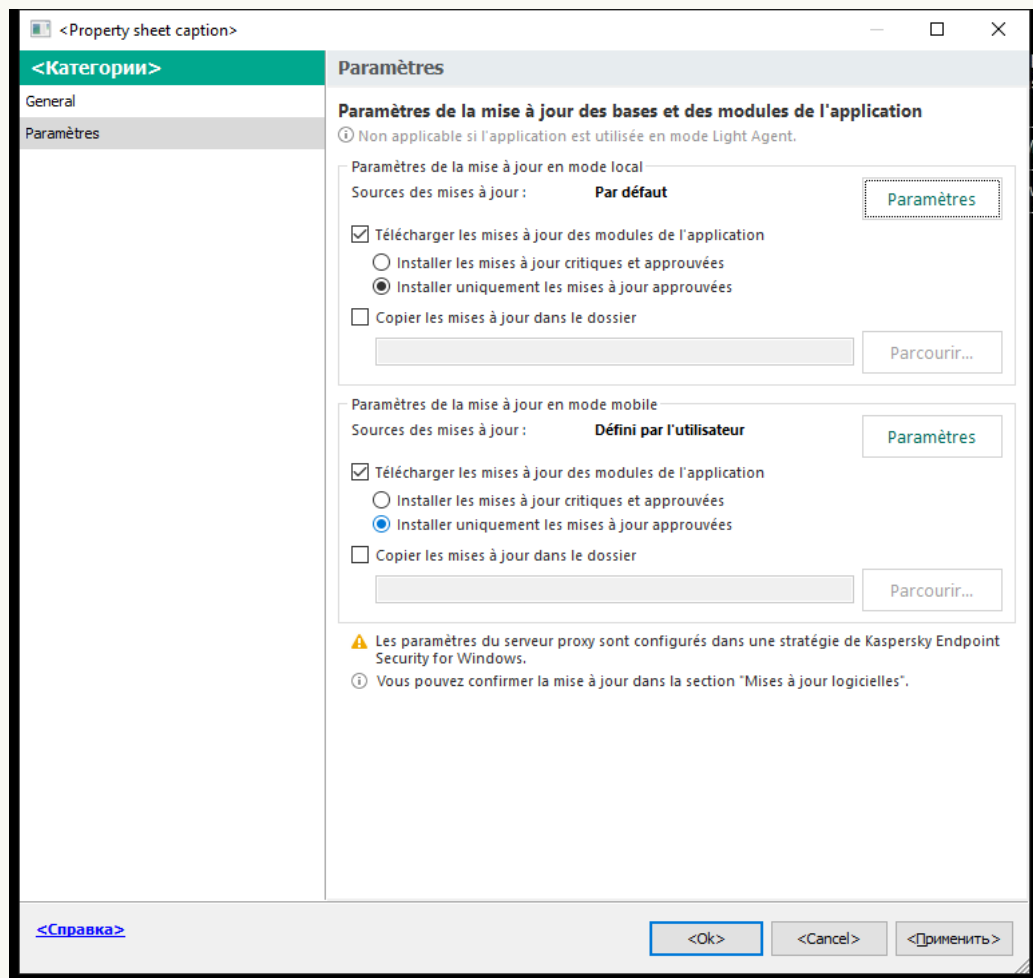 <Property sheet caption>
<Категории>
General
Paramètres
Paramètres
Paramètres de la mise à jour des bases et des modules de l'application
Non applicable si l'application est utilisée en mode Light Agent.
Paramètres de la mise à jour en mode local
Sources des mises à jour : Par défaut
Paramètres
Télécharger les mises à jour des modules de l'application
Installer les mises à jour critiques et approuvées
Installer uniquement les mises à jour approuvées
Copier les mises à jour dans le dossier
Parcourir...
Paramètres de la mise à jour en mode mobile
Sources des mises à jour : Défini par l'utilisateur
Paramètres
Télécharger les mises à jour des modules de l'application
Installer les mises à jour critiques et approuvées
Installer uniquement les mises à jour approuvées
Copier les mises à jour dans le dossier
Parcourir...
Les paramètres du serveur proxy sont configurés dans une stratégie de Kaspersky Endpoint
Security for Windows.
Vous pouvez confirmer la mise à jour dans la section "Mises à jour logicielles".
<Справка>
<Ok> <Cancel> <Применить>